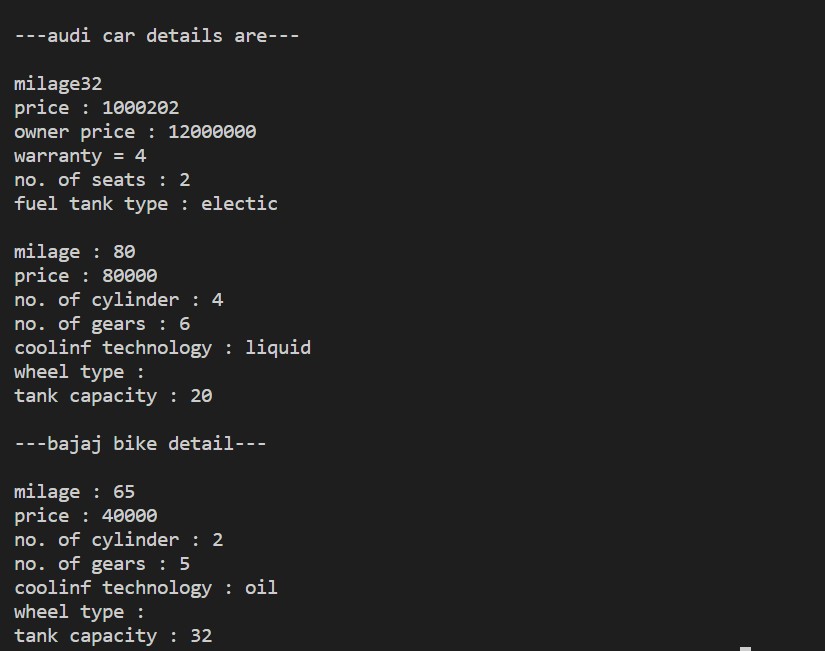 ---audi car details are---
milage32
price : 1000202
owner price : 12000000
warranty = 4
no. of seats : 2
fuel tank type : electic
milage : 80
price : 80000
no. of cylinder : 4
no. of gears : 6
coolinf technology : liquid
wheel type :
tank capacity : 20
---bajaj bike detail---
milage : 65
price : 40000
no. of cylinder : 2
no. of gears : 5
coolinf technology : oil
wheel type :
tank capacity : 32